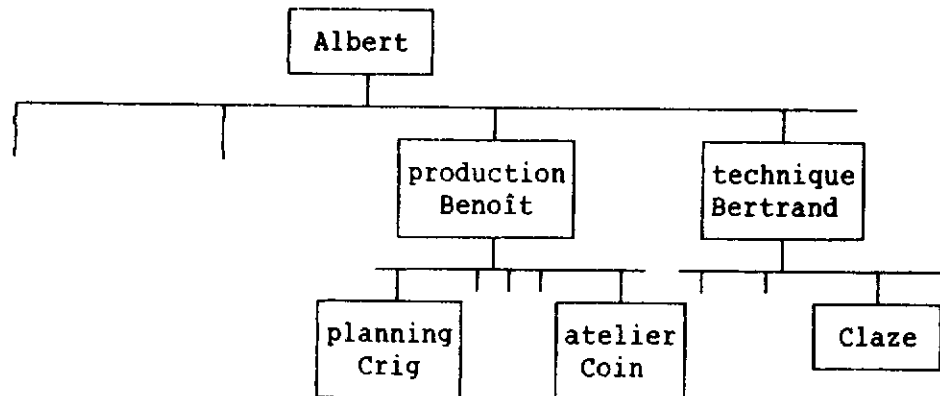 Albert
production
Benoît
technique
Bertrand
planning
Crig
atelier
Coin
Claze